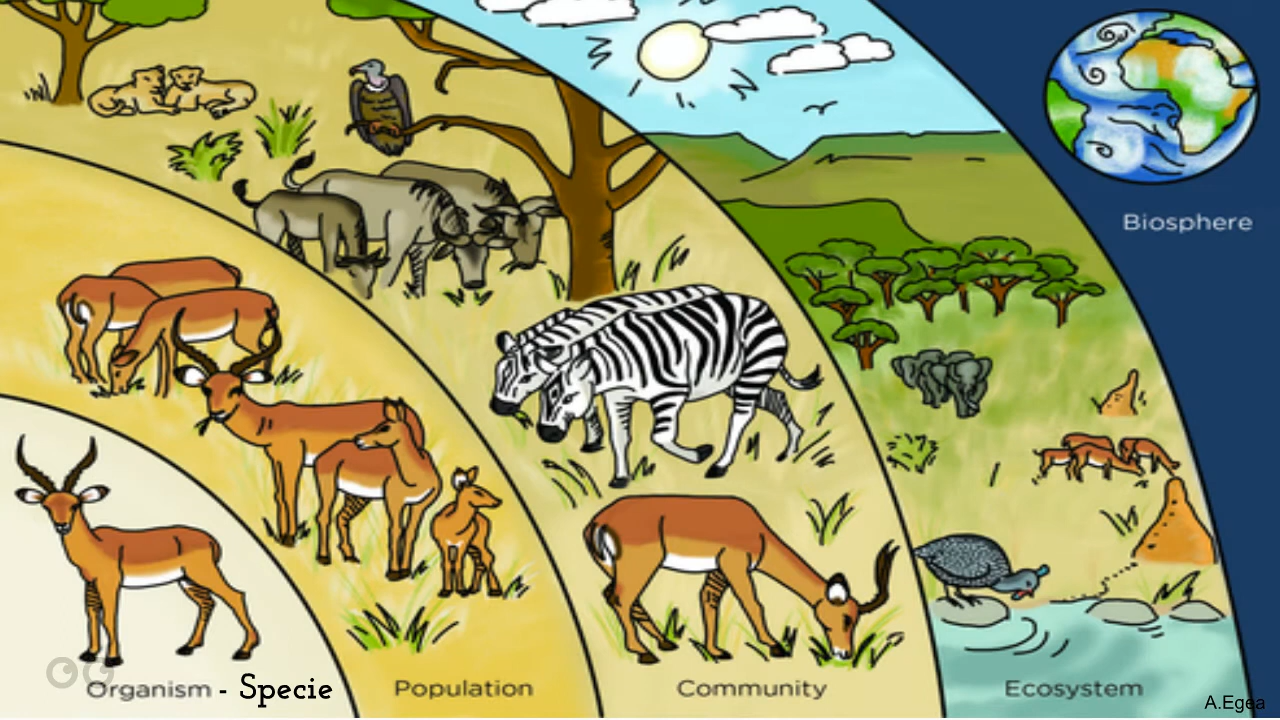 Biosphere
Organism - Specie
Population
Community
Ecosystem
A.Egea